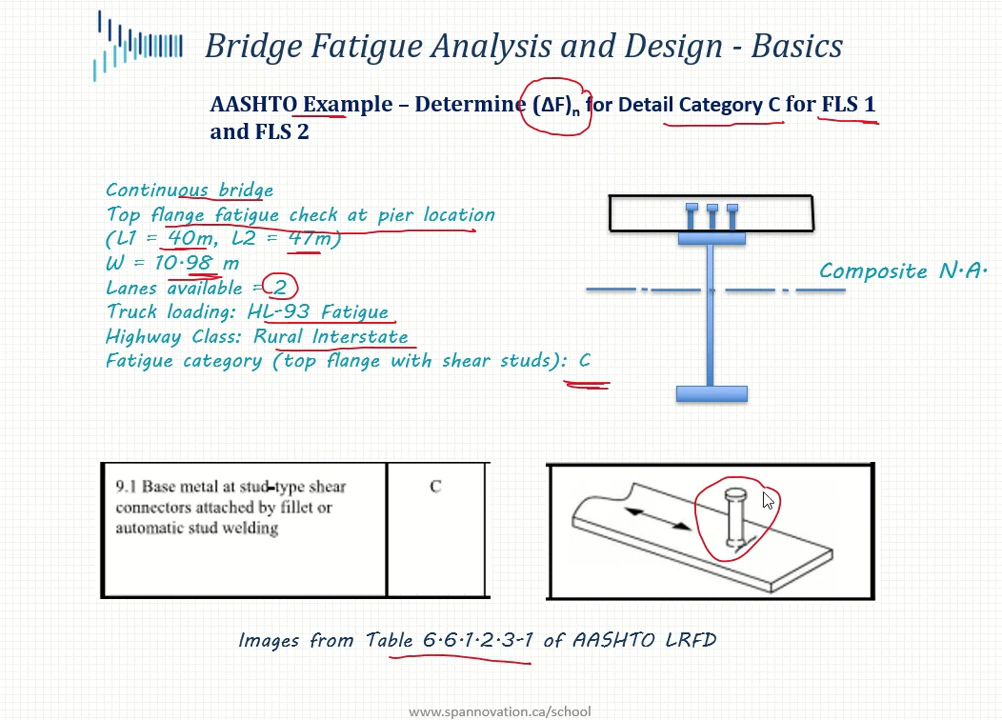 Bridge Fatigue Analysis and Design - Basics
AASHTO Example – Determine (ΔF)n for Detail Category C for FLS 1
and FLS 2
Continuous bridge
Top flange fatigue check at pier location
(L1 = 40m, L2 = 47m)
W = 10.98 m
Lanes available = 2
Truck loading: HL-93 Fatigue
Highway Class: Rural Interstate
Fatigue category (top flange with shear studs): C
Composite N.A.
9.1 Base metal at stud-type shear
connectors attached by fillet or
automatic stud welding
C
Images from Table 6.6.1.2.3-1 of AASHTO LRFD
www.spannovation.ca/school